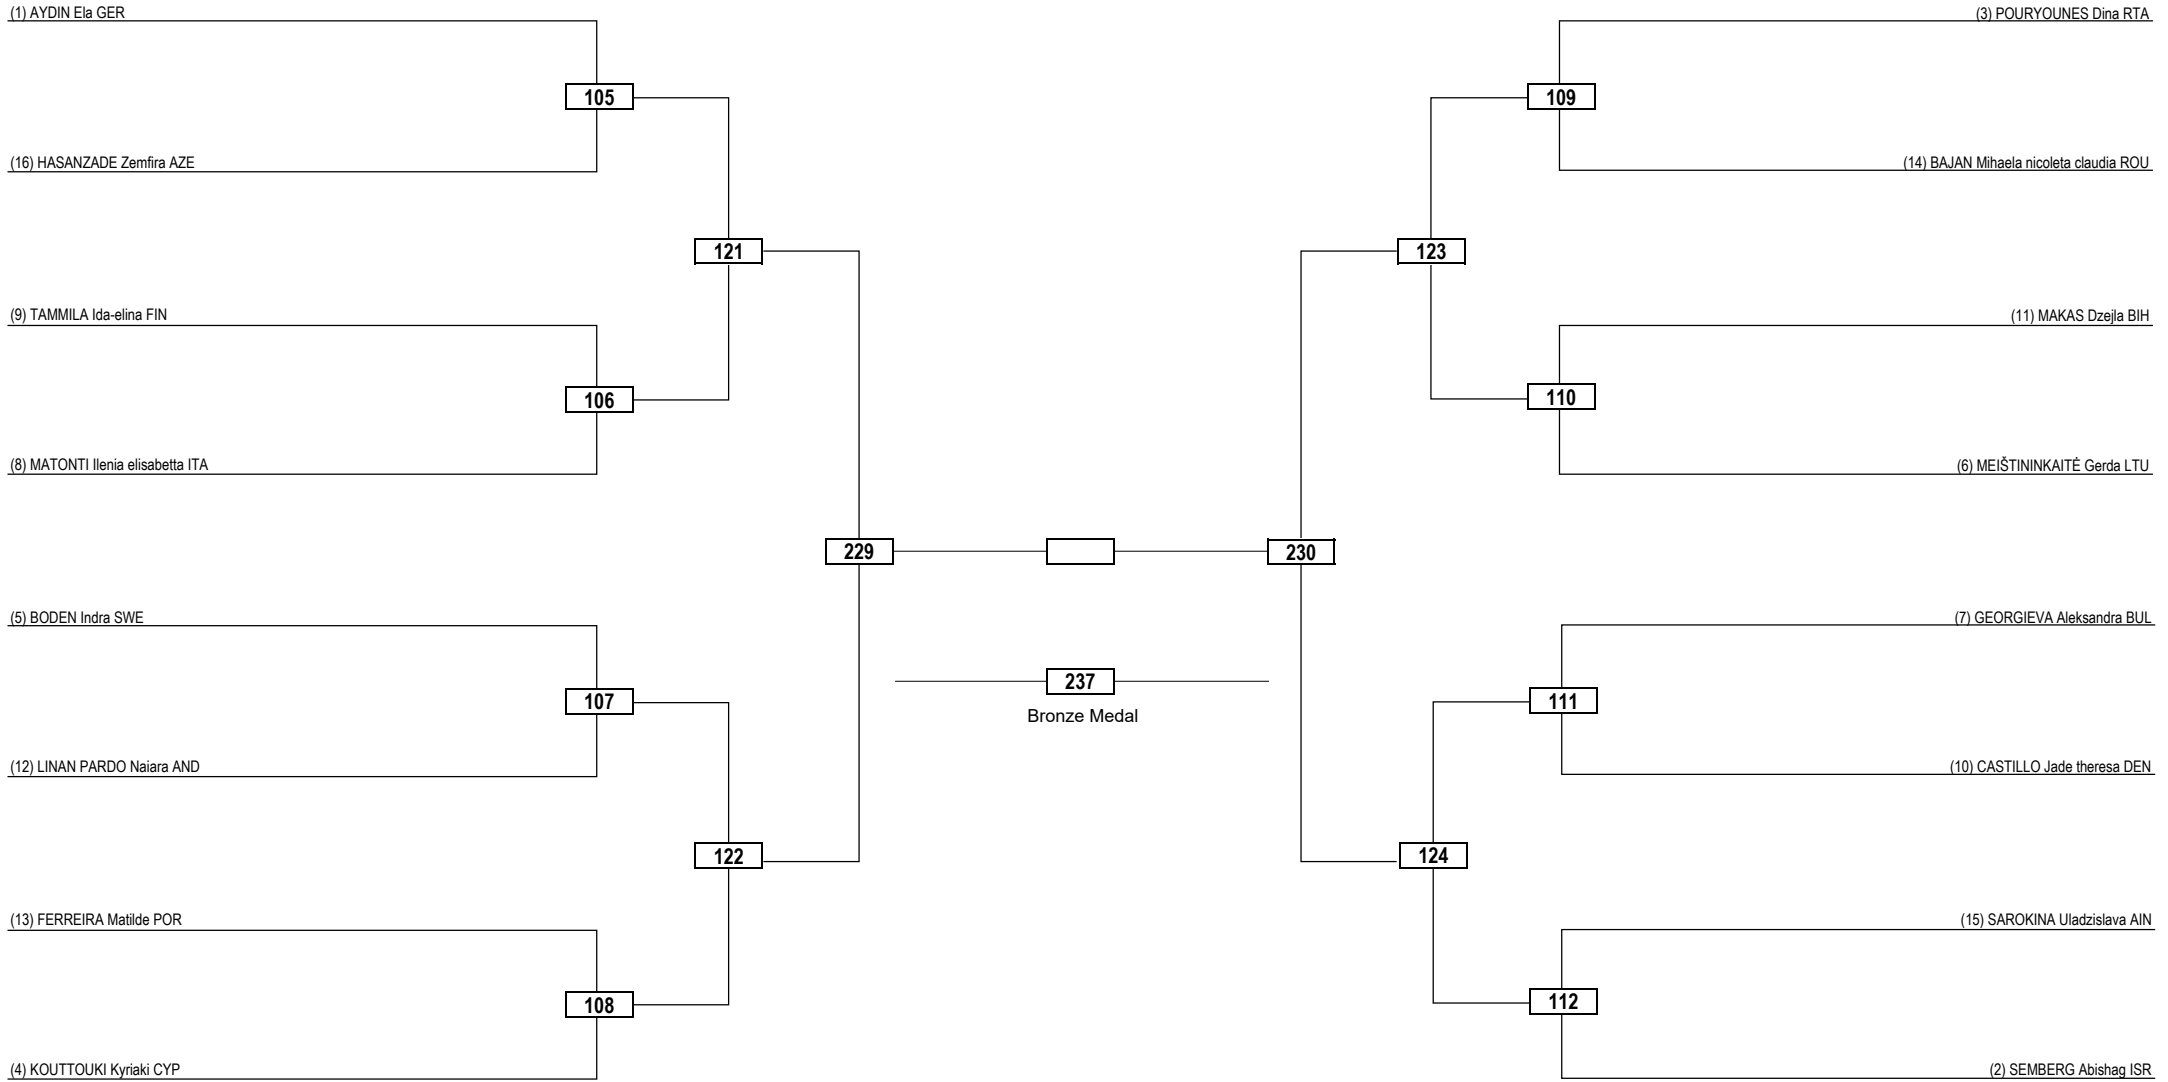 (1) AYDIN Ela GER
105
(16) HASANZADE Zemfira AZE
121
(9) TAMMILA Ida-elina FIN
106
(8) MATONTI Ilenia elisabetta ITA
229
(5) BODEN Indra SWE
107
(12) LINAN PARDO Naiara AND
122
(13) FERREIRA Matilde POR
108
(4) KOUTTOUKI Kyriaki CYP
237
Bronze Medal
(3) POURYOUNES Dina RTA
109
(14) BAJAN Mihaela nicoleta claudia ROU
123
(11) MAKAS Dzejla BIH
110
(6) MEIŠTININKAITĖ Gerda LTU
230
(7) GEORGIEVA Aleksandra BUL
111
(10) CASTILLO Jade theresa DEN
124
(15) SAROKINA Uladzislava AIN
112
(2) SEMBERG Abishag ISR